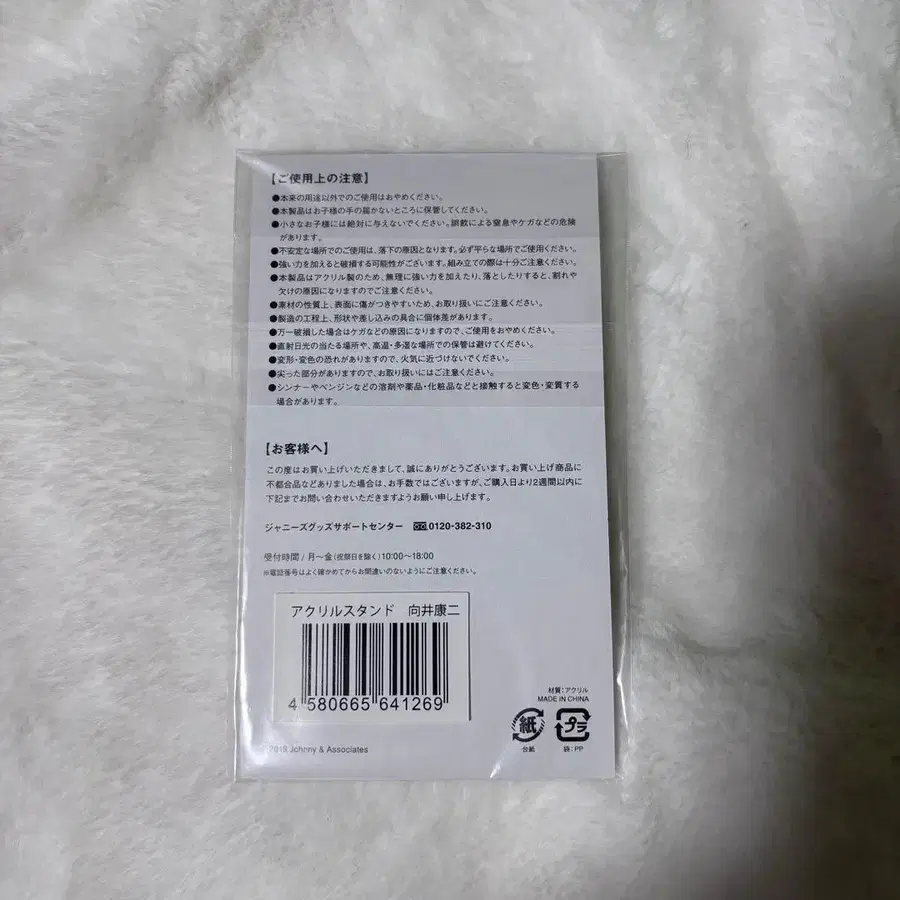 【ご使用上の注意】
●本来の用途以外でのご使用はおやめください。
●本製品はお子様の手の届かないところに保管してください。
●小さなお子様には絶対に与えないでください。誤飲による窒息やケガなどの危険
があります。
●不安定な場所でのご使用は、落下の原因となります。必ず平らな場所でご使用ください。
●強い力を加えると破損する可能性がございます。組み立ての際は十分ご注意ください。
●本製品はアクリル製のため、無理に強い力を加えたり、落としたりすると、割れや
欠けの原因になりますのでご注意ください。
●素材の性質上、表面に傷がつきやすいため、お取り扱いにご注意ください。
●製造の工程上、形状や差し込みの具合に個体差があります。
●万一破損した場合はケガなどの原因になりますので、ご使用をおやめください。
●直射日光の当たる場所や、高温・多湿な場所での保管は避けてください。
●変形・変色の恐れがありますので、火気に近づけないでください。
●尖った部分がありますので、お取り扱いにはご注意ください。
●シンナーやベンジンなどの溶剤や薬品・化粧品などと接触すると変色・変質する
場合があります。
【お客様へ】
この度はお買い上げいただきまして、誠にありがとうございます。お買い上げ商品に
不都合品などありました場合は、お手数ではございますが、ご購入日より2週間以内に
下記までお問い合わせいただきますようお願い申し上げます。
ジャニーズグッズサポートセンター 0120-382-310
受付時間 / 月〜金(祝祭日を除く)10:00〜18:00
※電話番号はよく確かめてからお間違いのないようにご注意ください。
アクリルスタンド 向井康二
4 580665 641269
材質:アクリル
MADE IN CHINA
紙 プラ
台紙 袋:PP
©2019 Johnny & Associates